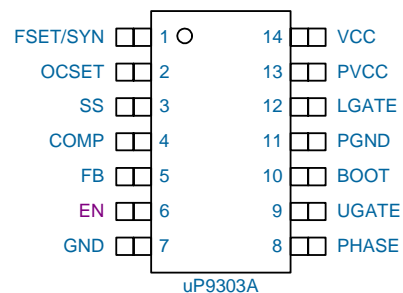 FSET/SYN 1 14 VCC
OCSET 2 13 PVCC
SS 3 12 LGATE
COMP 4 11 PGND
FB 5 10 BOOT
EN 6 9 UGATE
GND 7 8 PHASE
uP9303A